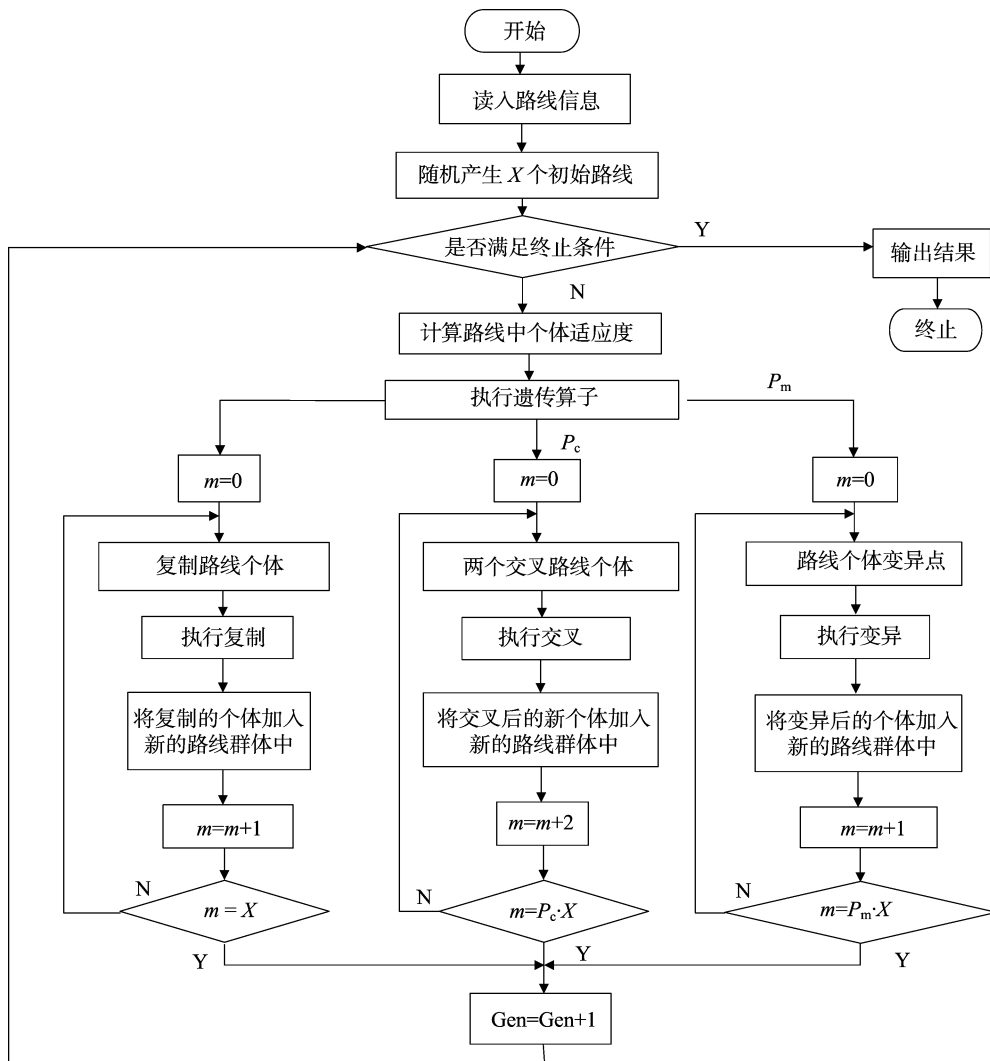 开始
读入路线信息
随机产生 X 个初始路线
是否满足终止条件
Y
输出结果
N
终止
计算路线中个体适应度
执行遗传算子
Pm
Pc
m=0
m=0
m=0
复制路线个体
两个交叉路线个体
路线个体变异点
执行复制
执行交叉
执行变异
将复制的个体加入
新的路线群体中
将交叉后的新个体加入
新的路线群体中
将变异后的个体加入
新的路线群体中
m=m+1
m=m+2
m=m+1
N
m = X
N
m=Pc·X
N
m=Pm·X
Y
Y
Y
Gen=Gen+1